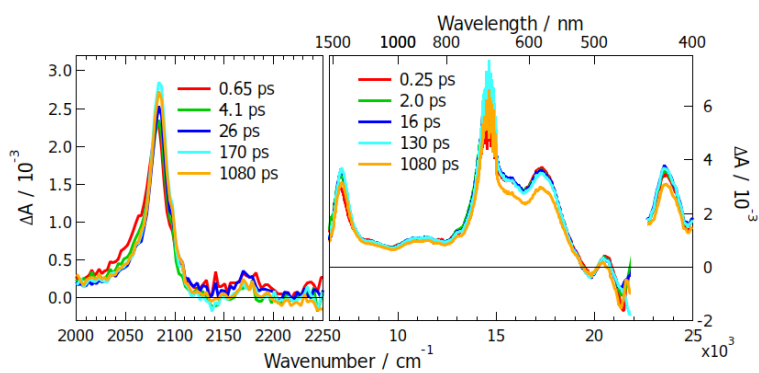 Wavelength / nm
1500 1000 800 600 500 400
3.0
2.5
2.0
1.5
1.0
0.5
0.0
ΔA / 10⁻³
0.65 ps
4.1 ps
26 ps
170 ps
1080 ps
0.25 ps
2.0 ps
16 ps
130 ps
1080 ps
6
4
2
0
-2
ΔA / 10⁻³
2000 2050 2100 2150 2200 225
10 15 20 25
x10³
Wavenumber / cm⁻¹